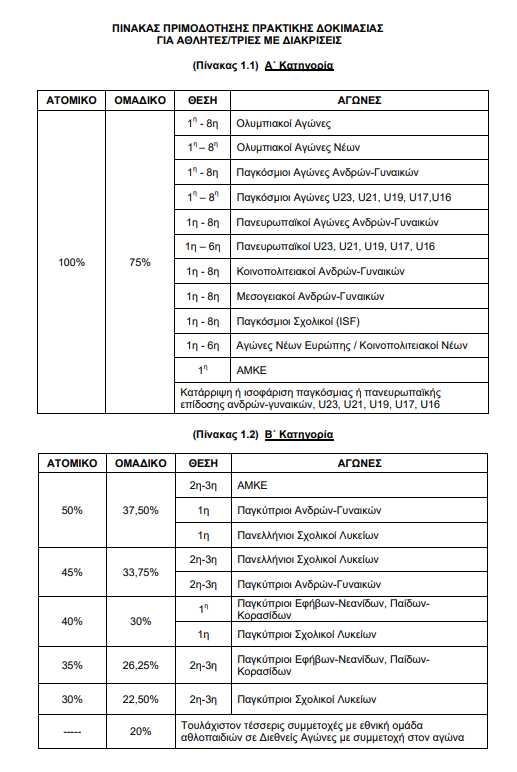 ΠΙΝΑΚΑΣ ΠΡΙΜΟΔΟΤΗΣΗΣ ΠΡΑΚΤΙΚΗΣ ΔΟΚΙΜΑΣΙΑΣ
ΓΙΑ ΑΘΛΗΤΕΣ/ΤΡΙΕΣ ΜΕ ΔΙΑΚΡΙΣΕΙΣ
(Πίνακας 1.1) Α΄ Κατηγορία
ΑΤΟΜΙΚΟ ΟΜΑΔΙΚΟ ΘΕΣΗ ΑΓΩΝΕΣ
1η - 8η Ολυμπιακοί Αγώνες
1η – 8η Ολυμπιακοί Αγώνες Νέων
1η - 8η Παγκόσμιοι Αγώνες Ανδρών-Γυναικών
1η – 8η Παγκόσμιοι Αγώνες U23, U21, U19, U17,U16
1η - 8η Πανευρωπαϊκοί Αγώνες Ανδρών-Γυναικών
1η – 6η Πανευρωπαϊκοί U23, U21, U19, U17, U16
100% 75% 1η - 8η Κοινοπολιτειακοί Ανδρών-Γυναικών
1η - 8η Μεσογειακοί Ανδρών-Γυναικών
1η - 8η Παγκόσμιοι Σχολικοί (ISF)
1η - 6η Αγώνες Νέων Ευρώπης / Κοινοπολιτειακοί Νέων
1η ΑΜΚΕ
Κατάρριψη ή ισοφάριση παγκόσμιας ή πανευρωπαϊκής
επίδοσης ανδρών-γυναικών, U23, U21, U19, U17, U16
(Πίνακας 1.2) Β΄ Κατηγορία
ΑΤΟΜΙΚΟ ΟΜΑΔΙΚΟ ΘΕΣΗ ΑΓΩΝΕΣ
2η-3η ΑΜΚΕ
50% 37,50% 1η Παγκύπριοι Ανδρών-Γυναικών
1η Πανελλήνιοι Σχολικοί Λυκείων
45% 33,75% 2η-3η Πανελλήνιοι Σχολικοί Λυκείων
2η-3η Παγκύπριοι Ανδρών-Γυναικών
40% 30% 1η Παγκύπριοι Εφήβων-Νεανίδων, Παίδων-
Κορασίδων
1η Παγκύπριοι Σχολικοί Λυκείων
35% 26,25% 2η-3η Παγκύπριοι Εφήβων-Νεανίδων, Παίδων-
Κορασίδων
30% 22,50% 2η-3η Παγκύπριοι Σχολικοί Λυκείων
----- 20% Τουλάχιστον τέσσερις συμμετοχές με εθνική ομάδα
αθλοπαιδιών σε Διεθνείς Αγώνες με συμμετοχή στον αγώνα